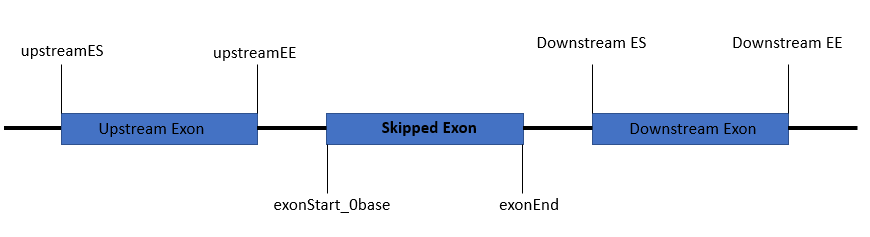 upstreamES
upstreamEE
Downstream ES
Downstream EE
Upstream Exon
Skipped Exon
Downstream Exon
exonStart_0base
exonEnd